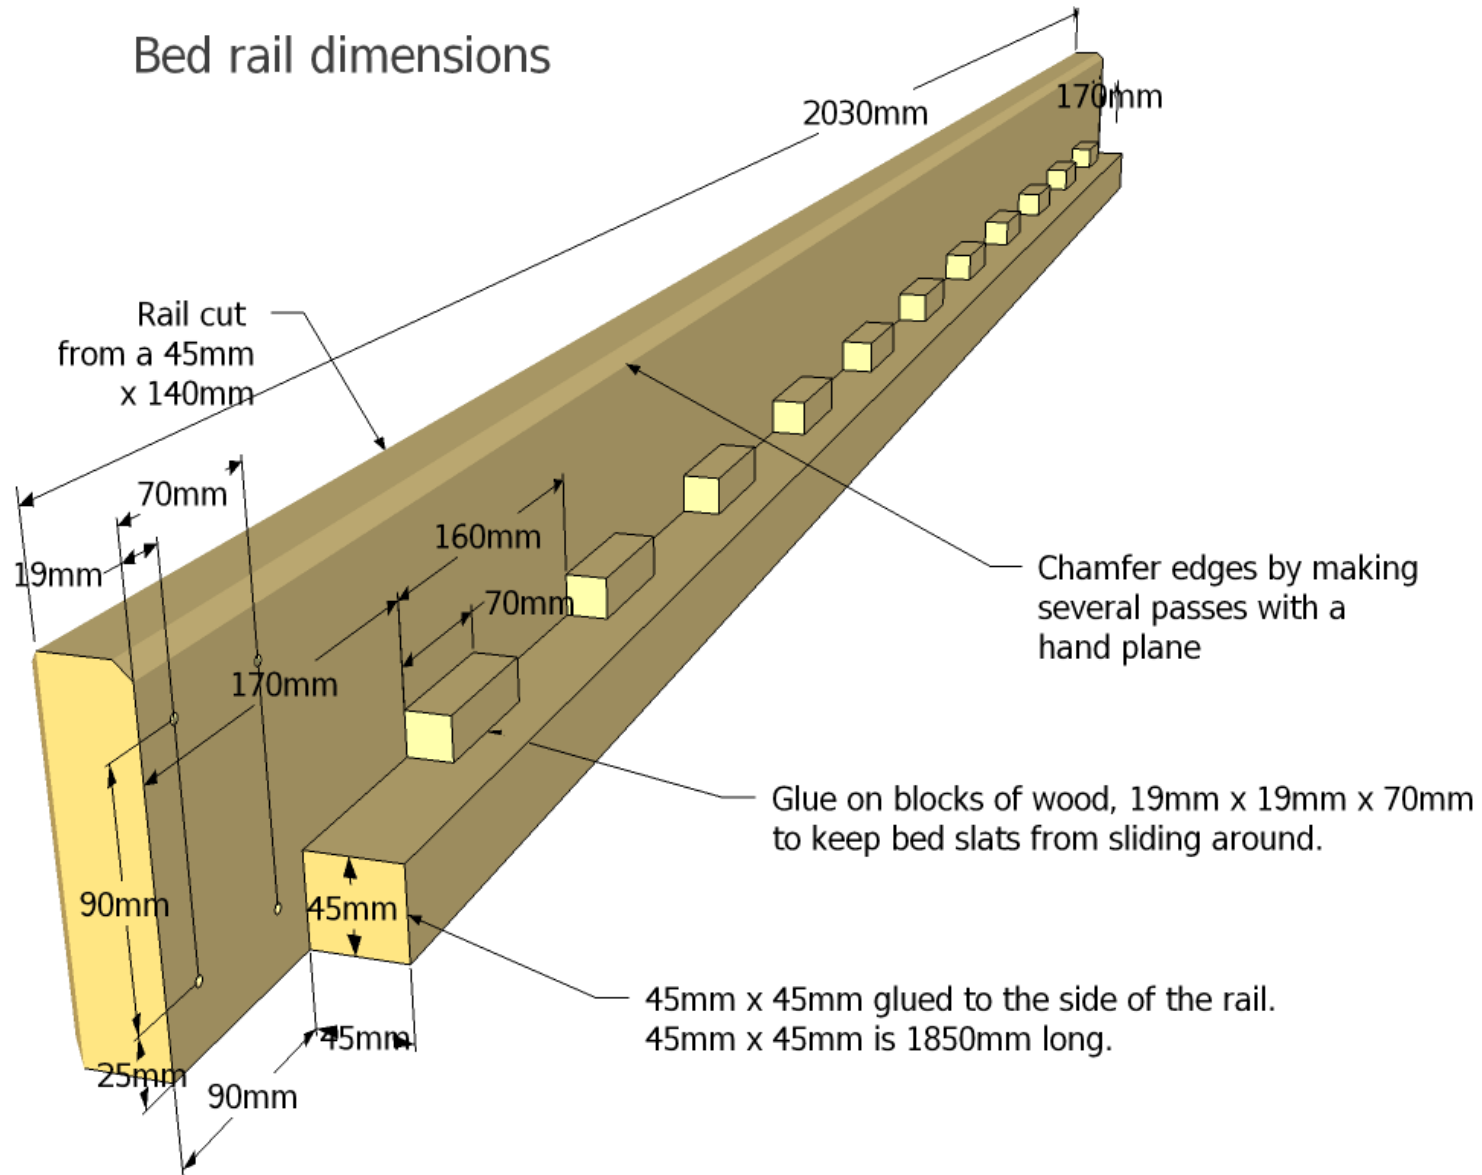 Bed rail dimensions
2030mm
170mm
Rail cut
from a 45mm
x 140mm
70mm
19mm
160mm
70mm
170mm
Chamfer edges by making
several passes with a
hand plane
Glue on blocks of wood, 19mm x 19mm x 70mm
to keep bed slats from sliding around.
90mm
45mm
45mm x 45mm glued to the side of the rail.
45mm x 45mm is 1850mm long.
45mm
25mm
90mm